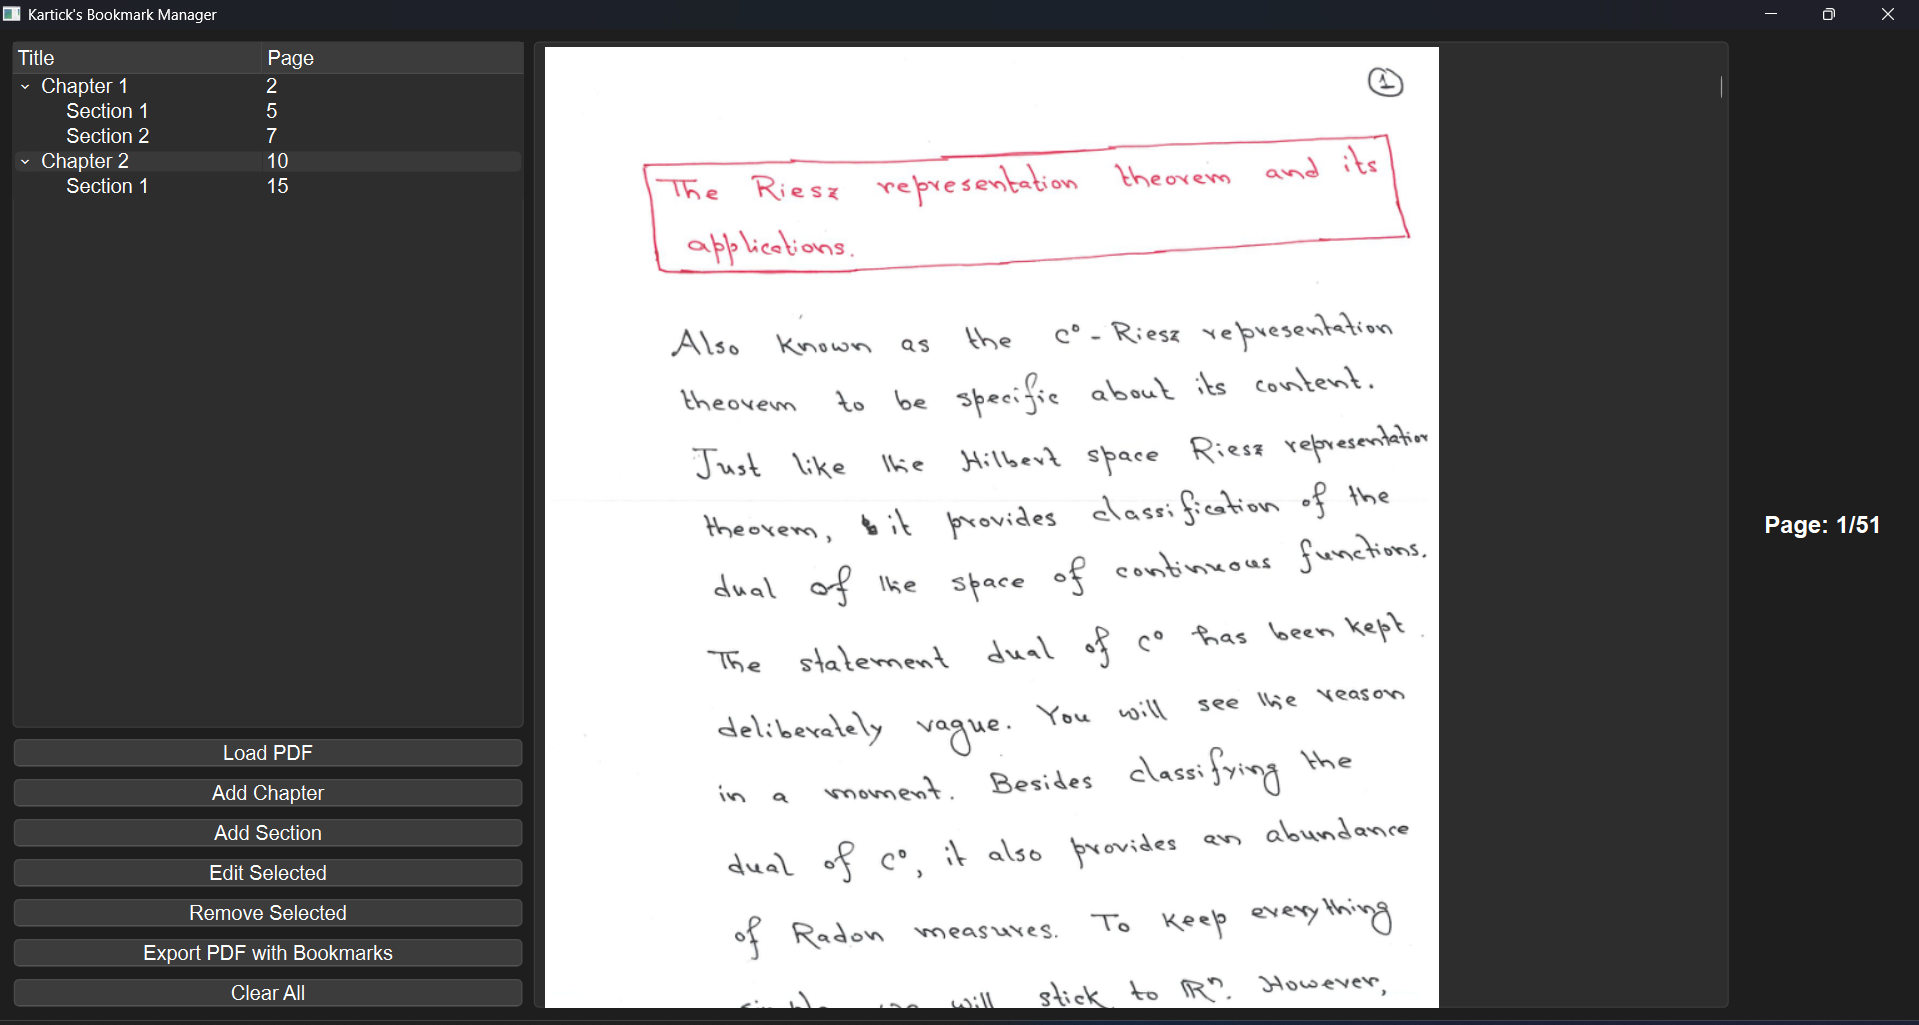 Kartick's Bookmark Manager
Title Page
Chapter 1 2
Section 1 5
Section 2 7
Chapter 2 10
Section 1 15
Load PDF
Add Chapter
Add Section
Edit Selected
Remove Selected
Export PDF with Bookmarks
Clear All
1
The Riesz representation theorem and its
applications.
Also known as the C° - Riesz representation
theorem to be specific about its content.
Just like the Hilbert space Riesz representation
theorem, it provides classification of the
dual of the space of continuous functions.
The statement dual of C° has been kept
deliberately vague. You will see the reason
in a moment. Besides classifying the
dual of C°, it also provides an abundance
of Radon measures. To keep everything
will stick to ℝⁿ. However,
Page: 1/51